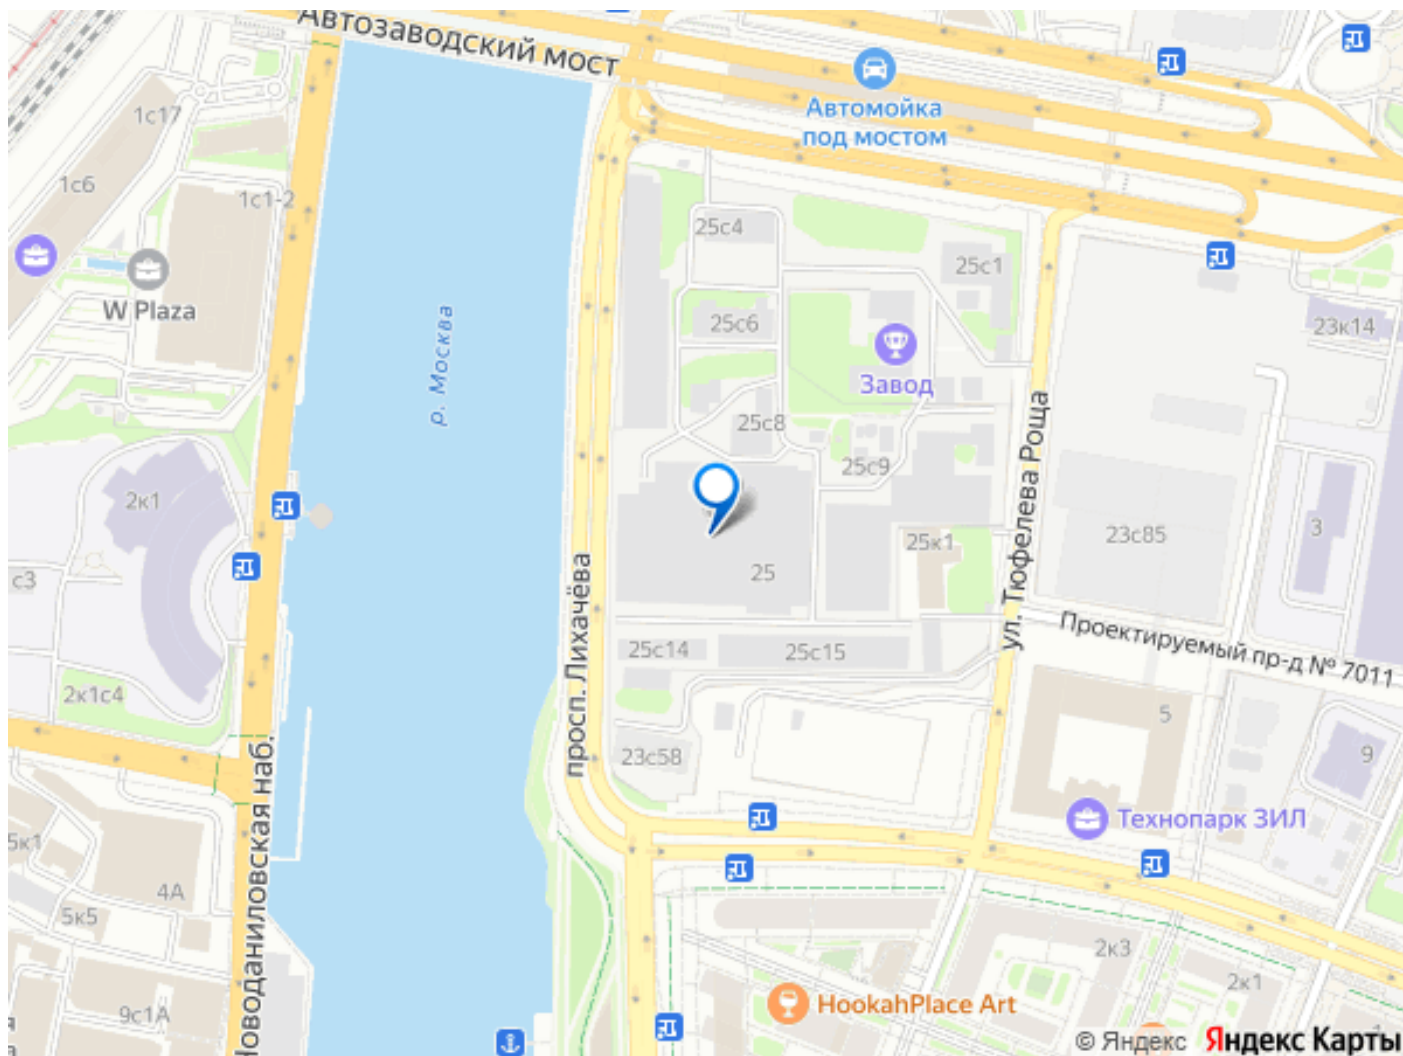 Автозаводский мост
1с17
Автомойка
под мостом
1с6
1с1-2
25с4
25с1
W Plaza
р. Москва
25с6
23к14
Завод
25с8
ул. Тюфелева Роща
25с9
2к1
23с85
3
25к1
с3
25
просп. Лихачёва
Проектируемый пр-д № 7011
25с14
25с15
2к1с4
5
23с58
9
Новоданиловская наб.
Технопарк ЗИЛ
5к1
4А
5к5
2к3
2к1
9с1А
HookahPlace Art
© Яндекс Яндекс Карты